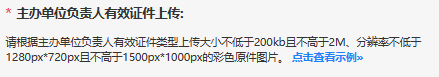 * 主办单位负责人有效证件上传:
请根据主办单位负责人有效证件类型上传大小不低于200kb且不高于2M、分辨率不低于
1280px*720px且不高于1500px*1000px的彩色原件图片。 点击查看示例»